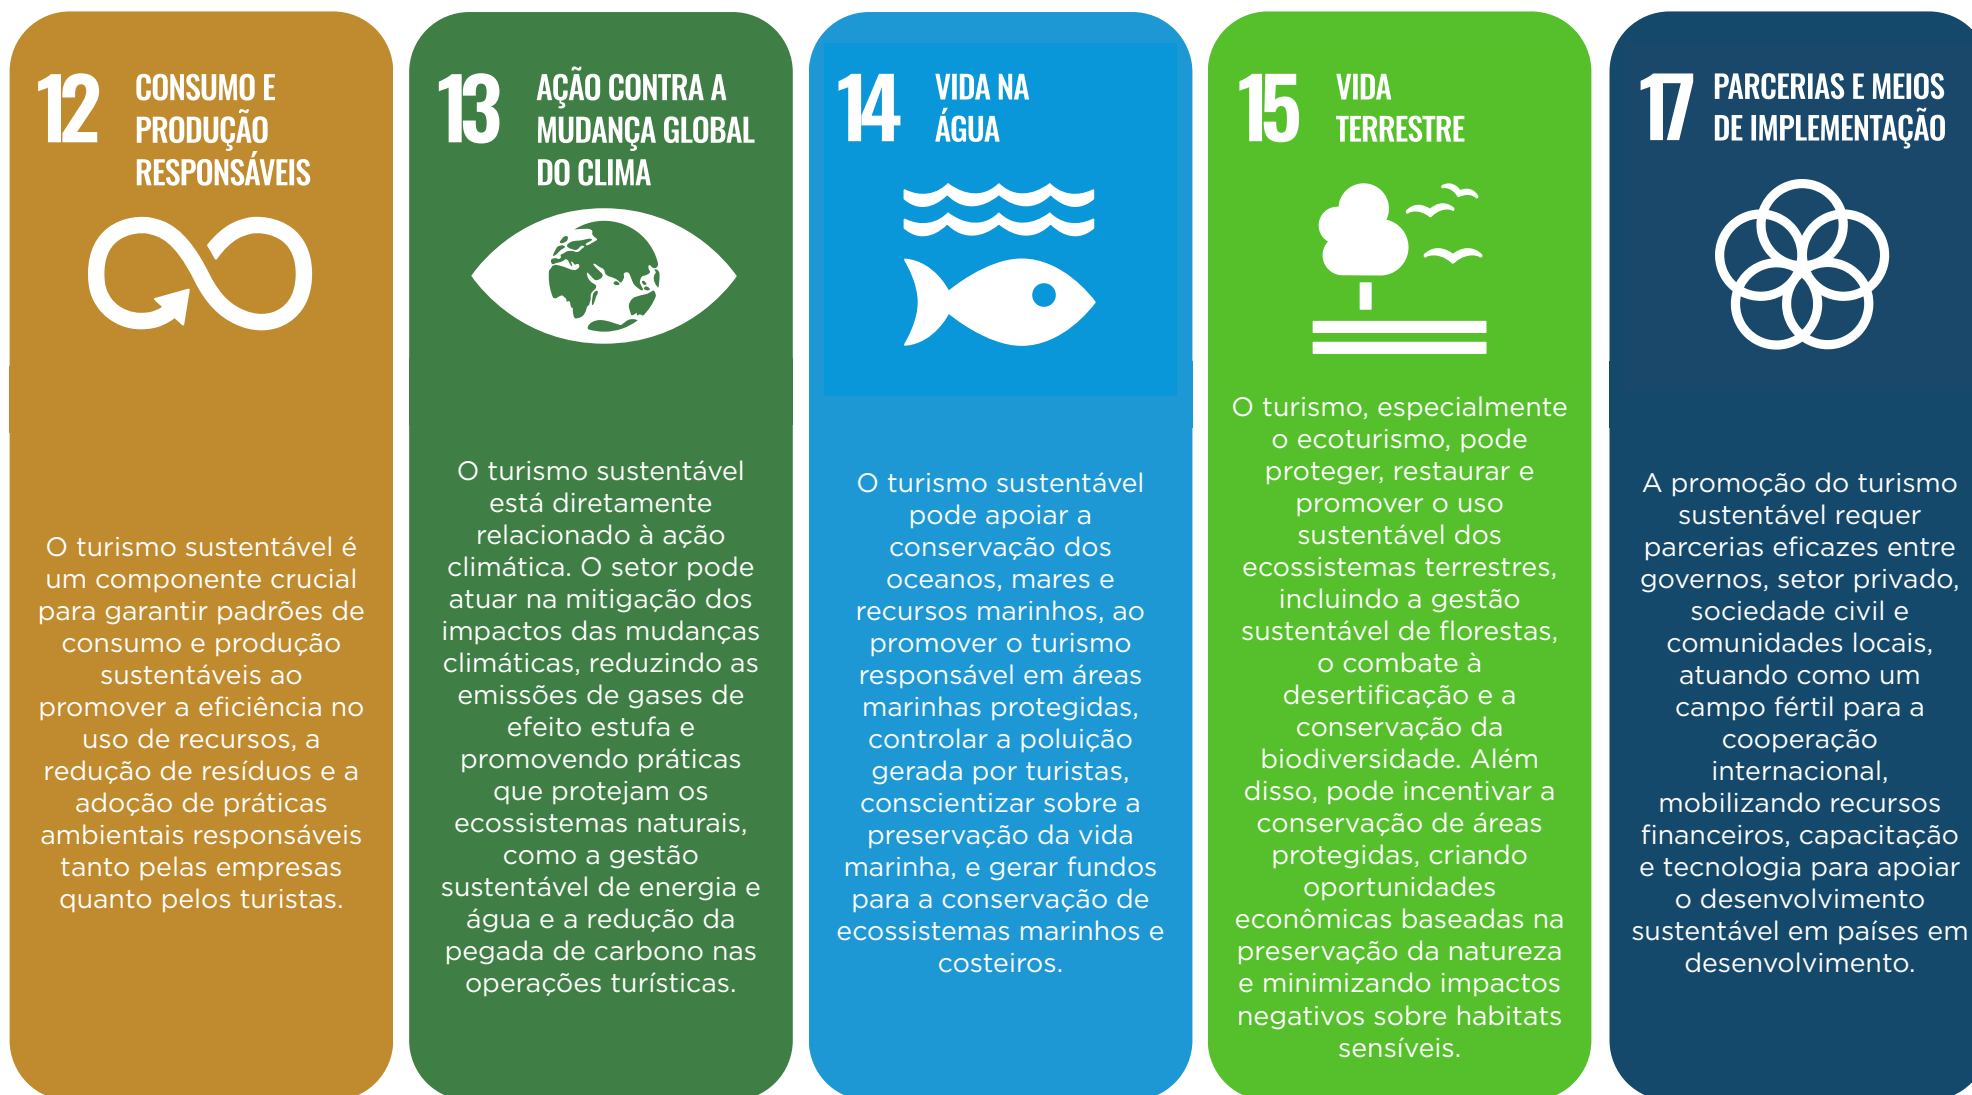 12
CONSUMO E
PRODUÇÃO
RESPONSÁVEIS
O turismo sustentável é
um componente crucial
para garantir padrões de
consumo e produção
sustentáveis ao
promover a eficiência no
uso de recursos, a
redução de resíduos e a
adoção de práticas
ambientais responsáveis
tanto pelas empresas
quanto pelos turistas.
13
AÇÃO CONTRA A
MUDANÇA GLOBAL
DO CLIMA
O turismo sustentável
está diretamente
relacionado à ação
climática. O setor pode
atuar na mitigação dos
impactos das mudanças
climáticas, reduzindo as
emissões de gases de
efeito estufa e
promovendo práticas
que protejam os
ecossistemas naturais,
como a gestão
sustentável de energia e
água e a redução da
pegada de carbono nas
operações turísticas.
14
VIDA NA
ÁGUA
O turismo sustentável
pode apoiar a
conservação dos
oceanos, mares e
recursos marinhos, ao
promover o turismo
responsável em áreas
marinhas protegidas,
controlar a poluição
gerada por turistas,
conscientizar sobre a
preservação da vida
marinha, e gerar fundos
para a conservação de
ecossistemas marinhos e
costeiros.
15
VIDA
TERRESTRE
O turismo, especialmente
o ecoturismo, pode
proteger, restaurar e
promover o uso
sustentável dos
ecossistemas terrestres,
incluindo a gestão
sustentável de florestas,
o combate à
desertificação e a
conservação da
biodiversidade. Além
disso, pode incentivar a
conservação de áreas
protegidas, criando
oportunidades
econômicas baseadas na
preservação da natureza
e minimizando impactos
negativos sobre habitats
sensíveis.
17
PARCERIAS E MEIOS
DE IMPLEMENTAÇÃO
A promoção do turismo
sustentável requer
parcerias eficazes entre
governos, setor privado,
sociedade civil e
comunidades locais,
atuando como um
campo fértil para a
cooperação
internacional,
mobilizando recursos
financeiros, capacitação
e tecnologia para apoiar
o desenvolvimento
sustentável em países em
desenvolvimento.